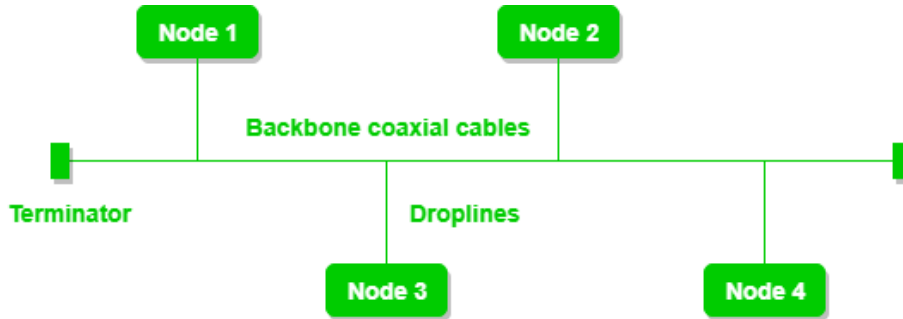 Node 1
Node 2
Backbone coaxial cables
Terminator
Droplines
Node 3
Node 4